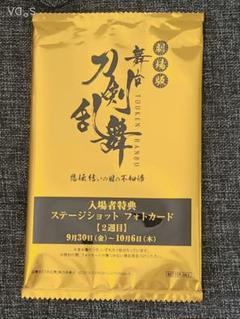 va。s
劇場版
舞台
刀剣乱舞
TOUKEN RANBU
悲伝 結いの目の不如帰
入場者特典
ステージショット フォトカード
【2週目】
9月30日(金)〜10月6日(木)